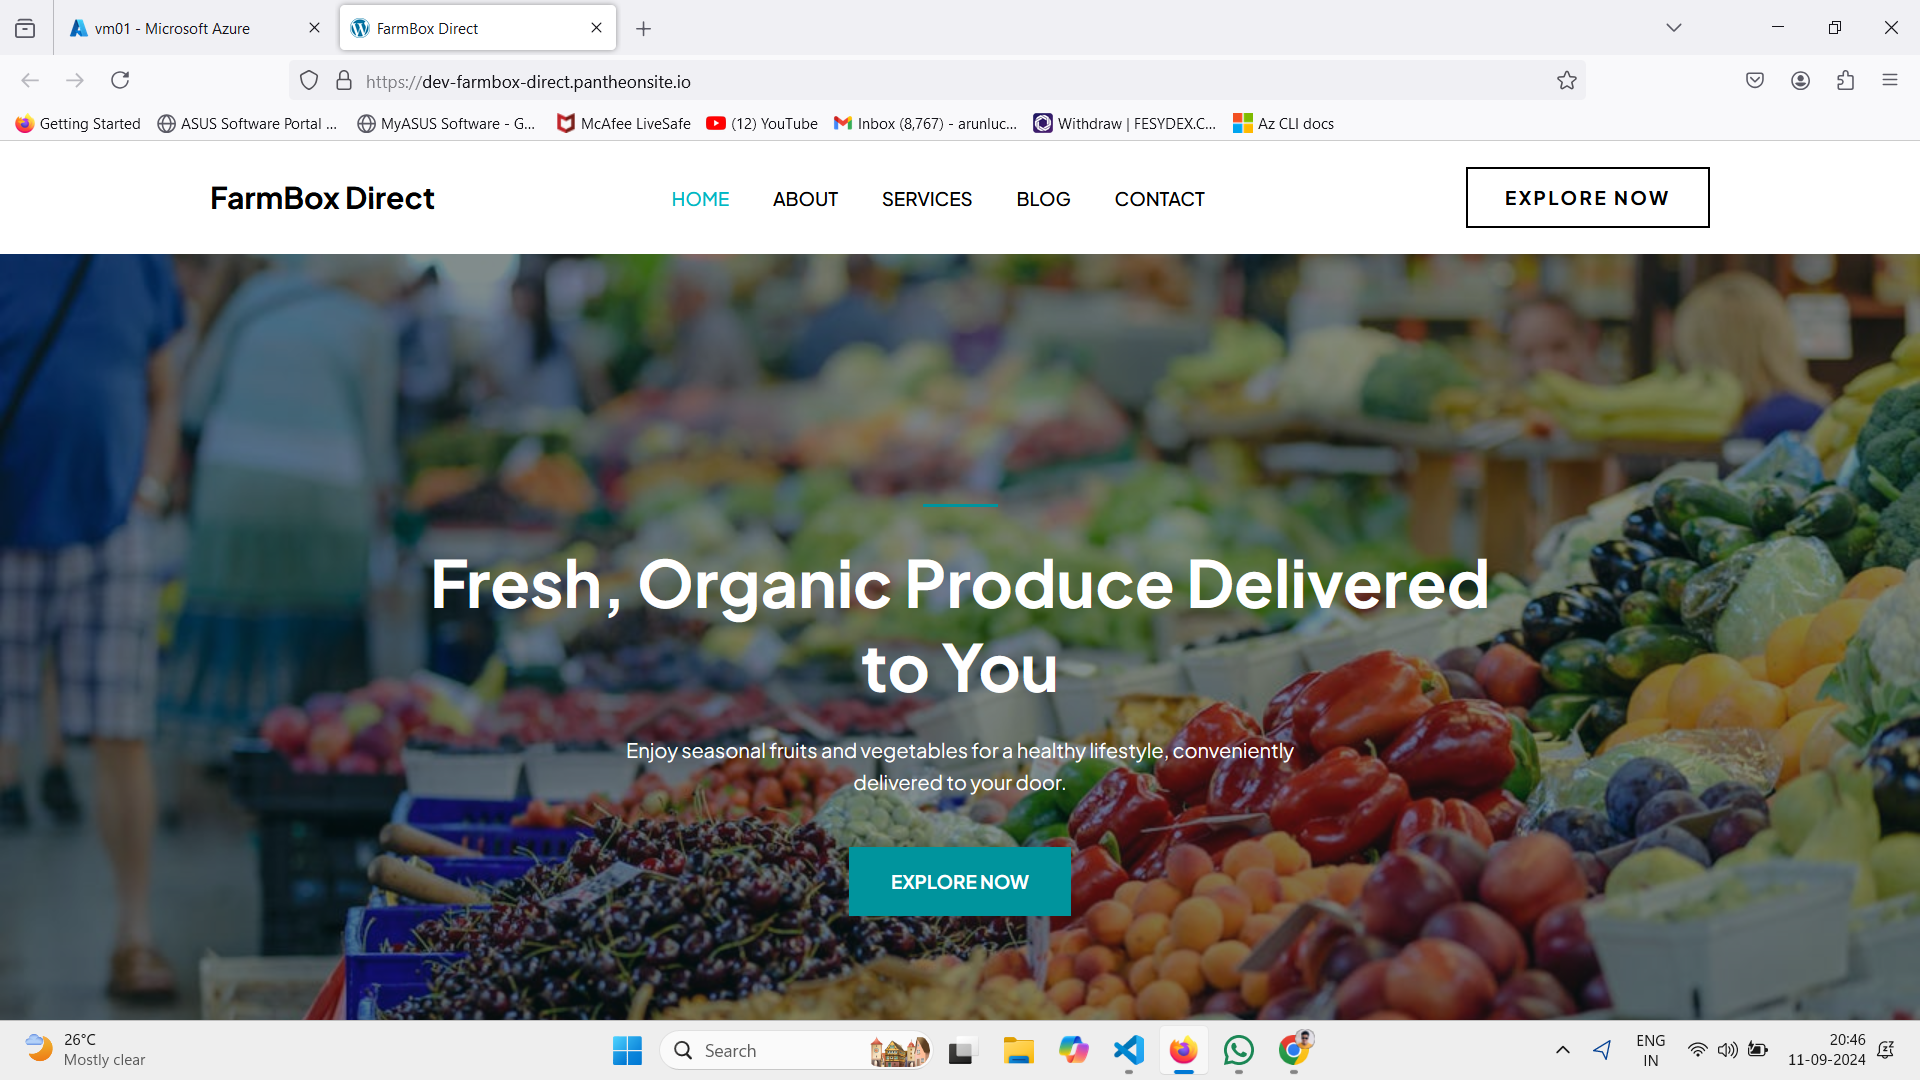 vm01 - Microsoft Azure
FarmBox Direct
https://dev-farmbox-direct.pantheonsite.io
Getting Started
ASUS Software Portal ...
MyASUS Software - G...
McAfee LiveSafe
(12) YouTube
Inbox (8,767) - arunluc...
Withdraw | FESYDEX.C...
Az CLI docs
FarmBox Direct
HOME
ABOUT
SERVICES
BLOG
CONTACT
EXPLORE NOW
Fresh, Organic Produce Delivered
to You
Enjoy seasonal fruits and vegetables for a healthy lifestyle, conveniently
delivered to your door.
EXPLORE NOW
26°C
Mostly clear
Search
ENG
IN
20:46
11-09-2024